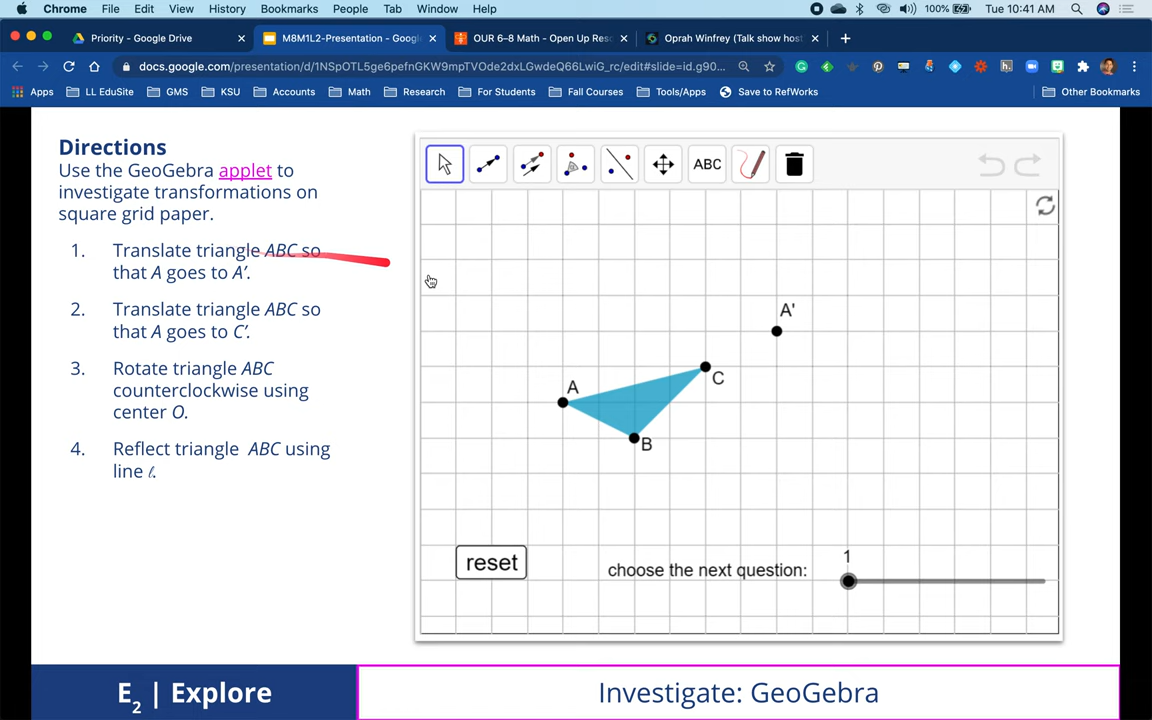 Chrome File Edit View History Bookmarks People Tab Window Help 100% Tue 10:41 AM
Priority - Google Drive M8M1L2-Presentation - Goog OUR 6–8 Math - Open Up Res Oprah Winfrey (Talk show host
docs.google.com/presentation/d/1NSpOTL5ge6pefnGKW9mpTVOde2dxLGwdeQ66LwiG_rc/edit#slide=id.g90...
Apps LL EduSite GMS KSU Accounts Math Research For Students Fall Courses Tools/Apps Save to RefWorks Other Bookmarks
Directions
Use the GeoGebra applet to
investigate transformations on
square grid paper.
1. Translate triangle ABC so
that A goes to A′.
2. Translate triangle ABC so
that A goes to C′.
3. Rotate triangle ABC
counterclockwise using
center O.
4. Reflect triangle ABC using
line ℓ.
ABC
A'
A
C
B
1
reset
choose the next question:
E2 | Explore
Investigate: GeoGebra